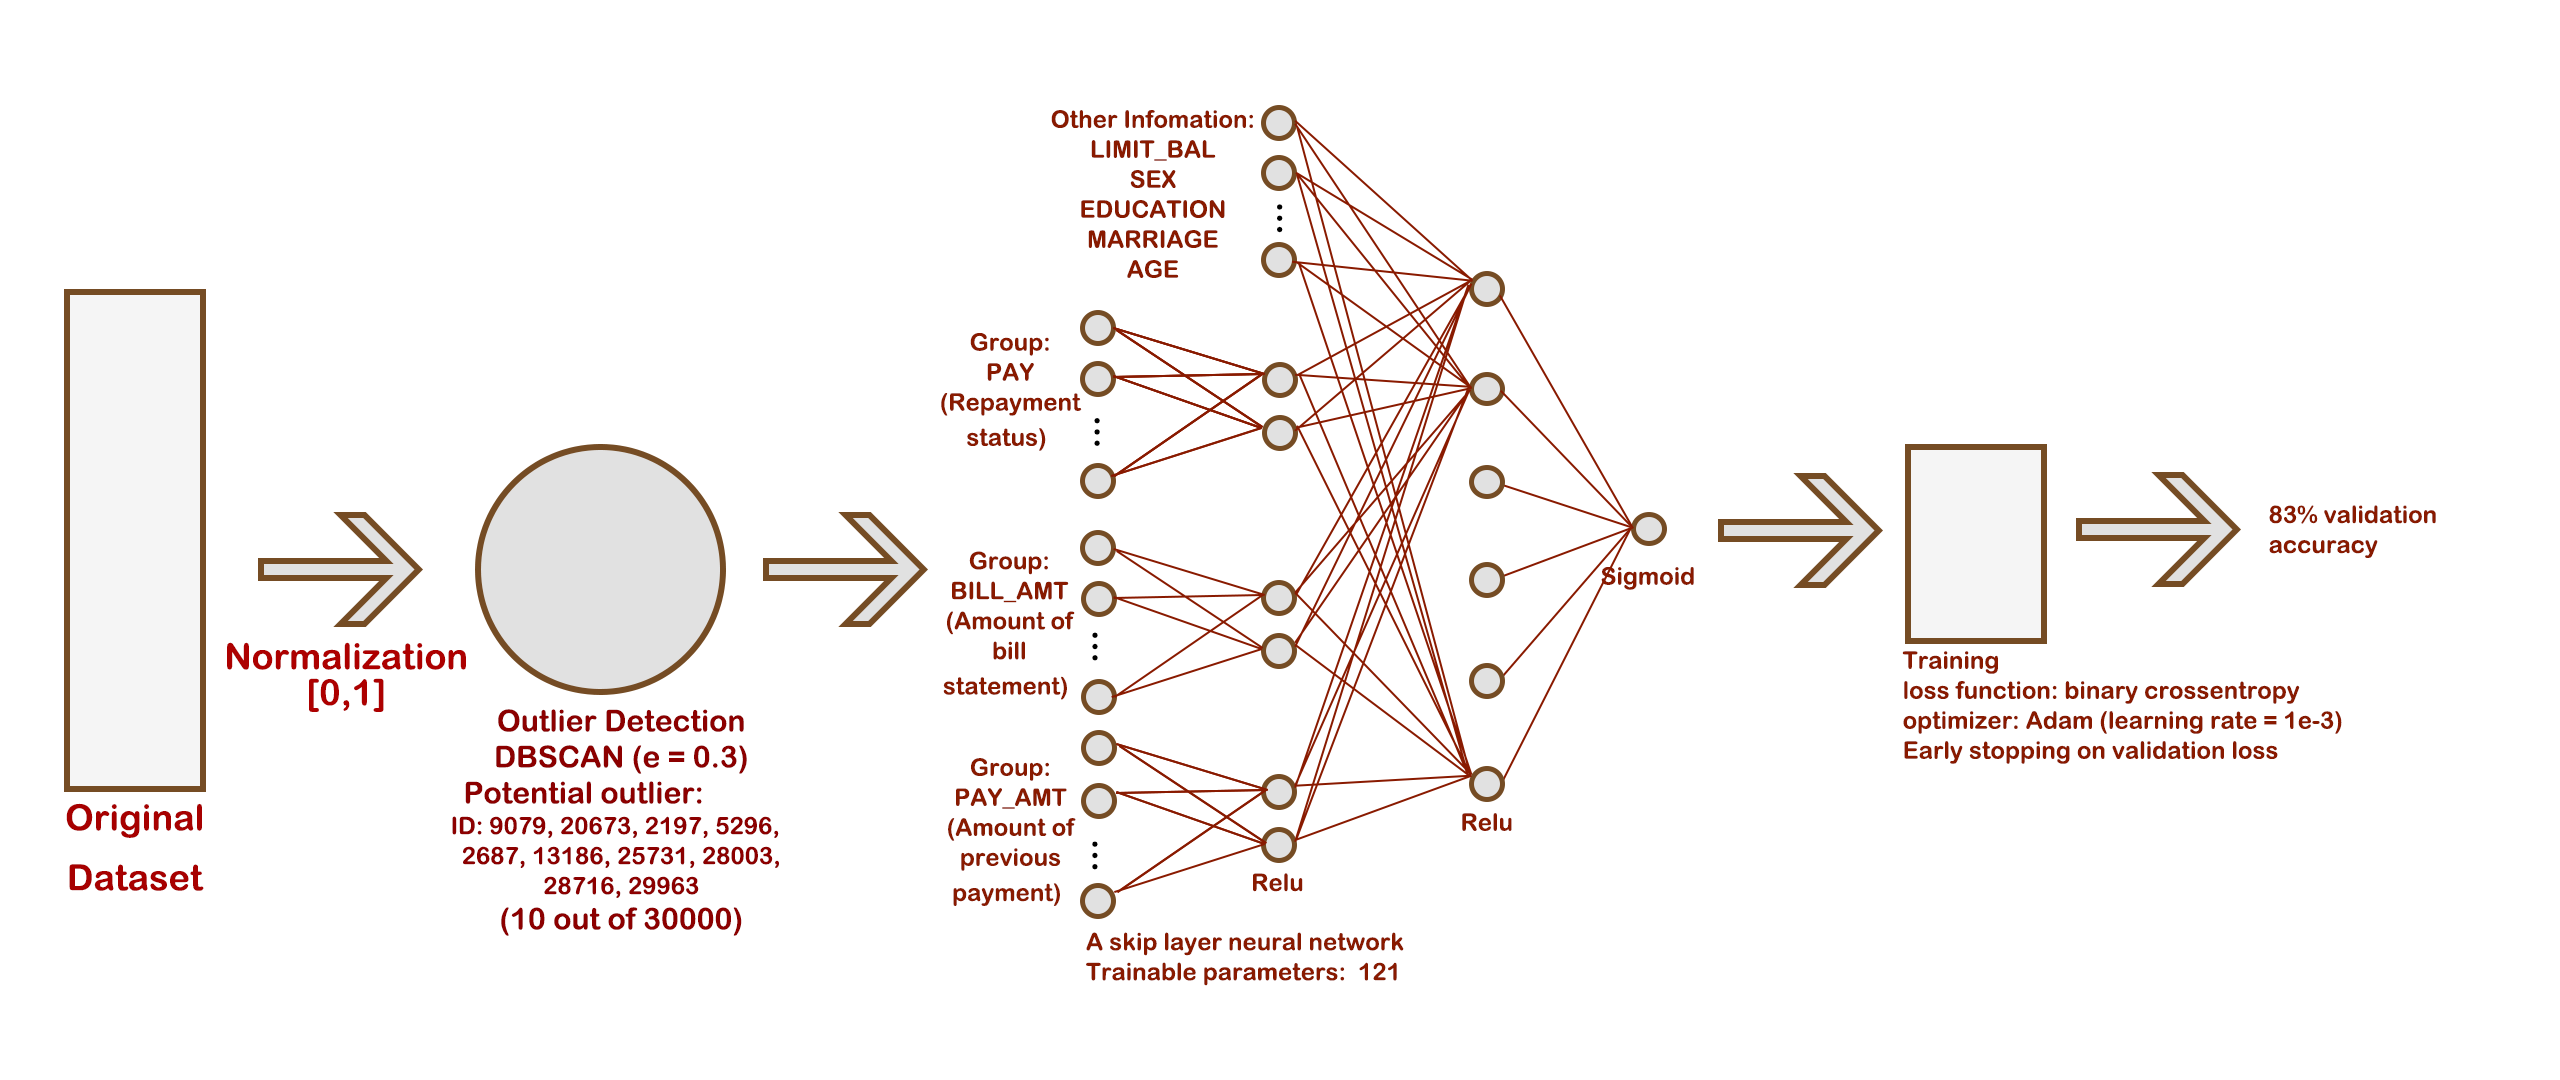 Original
Dataset
Normalization
[0,1]
Outlier Detection
DBSCAN (e = 0.3)
Potential outlier:
ID: 9079, 20673, 2197, 5296,
2687, 13186, 25731, 28003,
28716, 29963
(10 out of 30000)
Other Infomation:
LIMIT_BAL
SEX
EDUCATION
MARRIAGE
AGE
Group:
PAY
(Repayment
status)
Group:
BILL_AMT
(Amount of
bill
statement)
Group:
PAY_AMT
(Amount of
previous
payment)
Relu
Relu
Sigmoid
A skip layer neural network
Trainable parameters: 121
Training
loss function: binary crossentropy
optimizer: Adam (learning rate = 1e-3)
Early stopping on validation loss
83% validation
accuracy